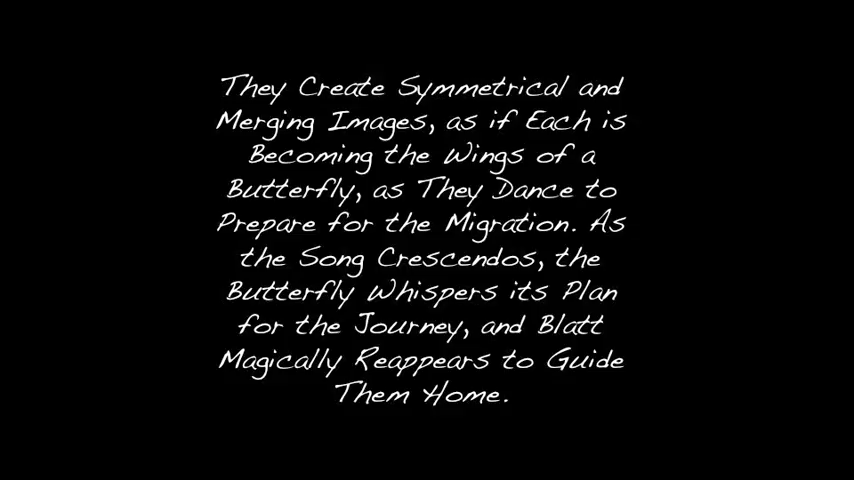 They Create Symmetrical and
Merging Images, as if Each is
Becoming the Wings of a
Butterfly, as They Dance to
Prepare for the Migration. As
the Song Crescendos, the
Butterfly Whispers its Plan
for the Journey, and Blatt
Magically Reappears to Guide
Them Home.